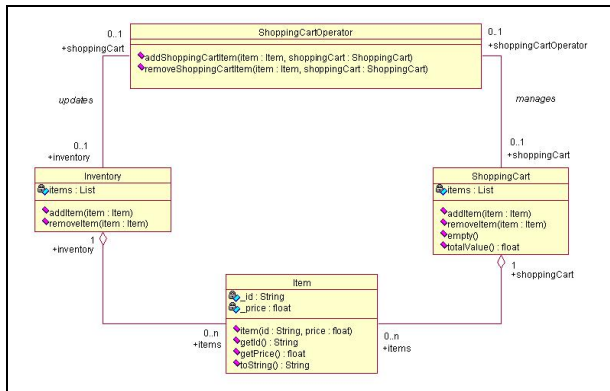 ShoppingCartOperator
addShoppingCartItem(item : Item, shoppingCart : ShoppingCart)
removeShoppingCartItem(item : Item, shoppingCart : ShoppingCart)
0..1
+shoppingCart
0..1
+shoppingCartOperator
updates
manages
0..1
+inventory
0..1
+shoppingCart
Inventory
items : List
addItem(item : Item)
removeItem(item : Item)
ShoppingCart
items : List
addItem(item : Item)
removeItem(item : Item)
empty()
totalValue() : float
1
+inventory
1
+shoppingCart
Item
_id : String
_price : float
item(id : String, price : float)
getId() : String
getPrice() : float
toString() : String
0..n
+items
0..n
+items